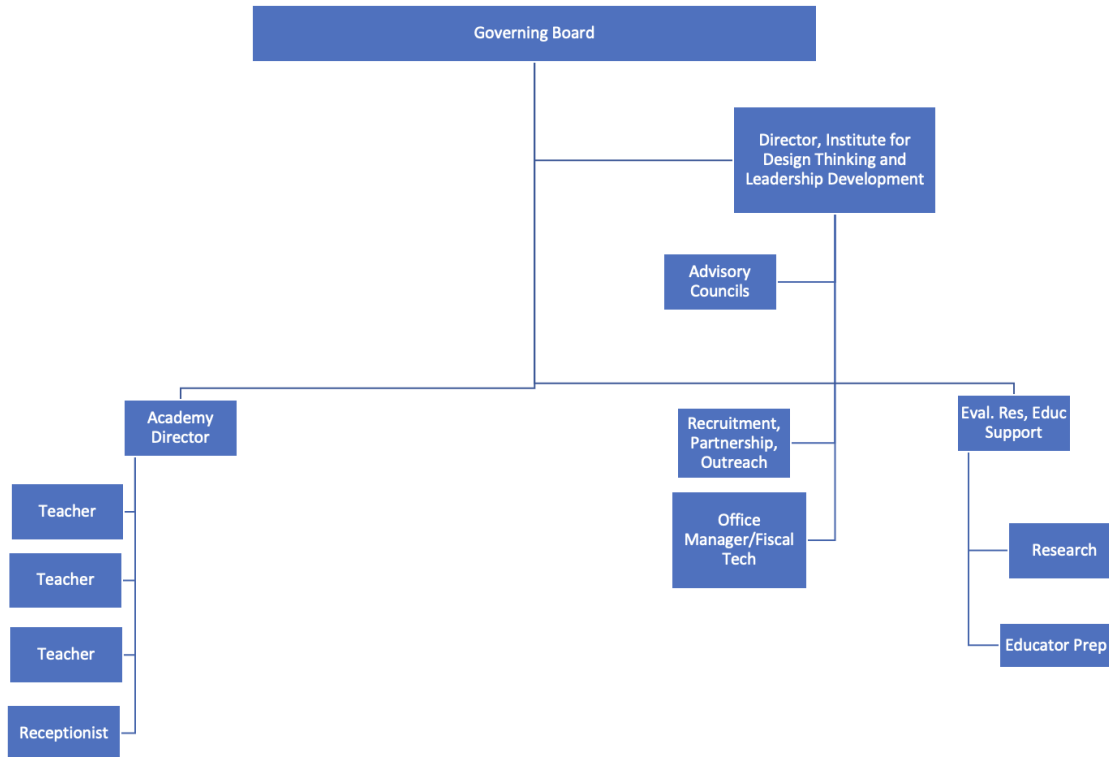 Governing Board
Director, Institute for
Design Thinking and
Leadership Development
Advisory
Councils
Academy
Director
Recruitment,
Partnership,
Outreach
Eval. Res, Educ
Support
Teacher
Office
Manager/Fiscal
Tech
Research
Teacher
Educator Prep
Teacher
Receptionist